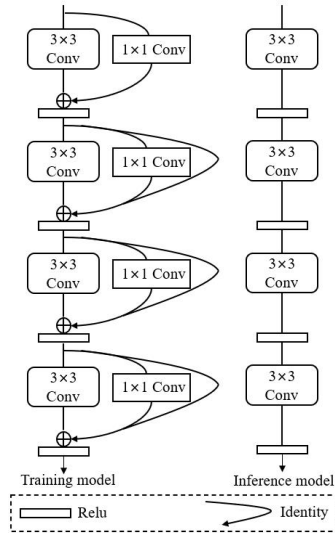 3×3
Conv
1×1 Conv
3×3
Conv
3×3
Conv
1×1 Conv
3×3
Conv
3×3
Conv
1×1 Conv
3×3
Conv
3×3
Conv
1×1 Conv
3×3
Conv
Training model
Inference model
Relu
Identity